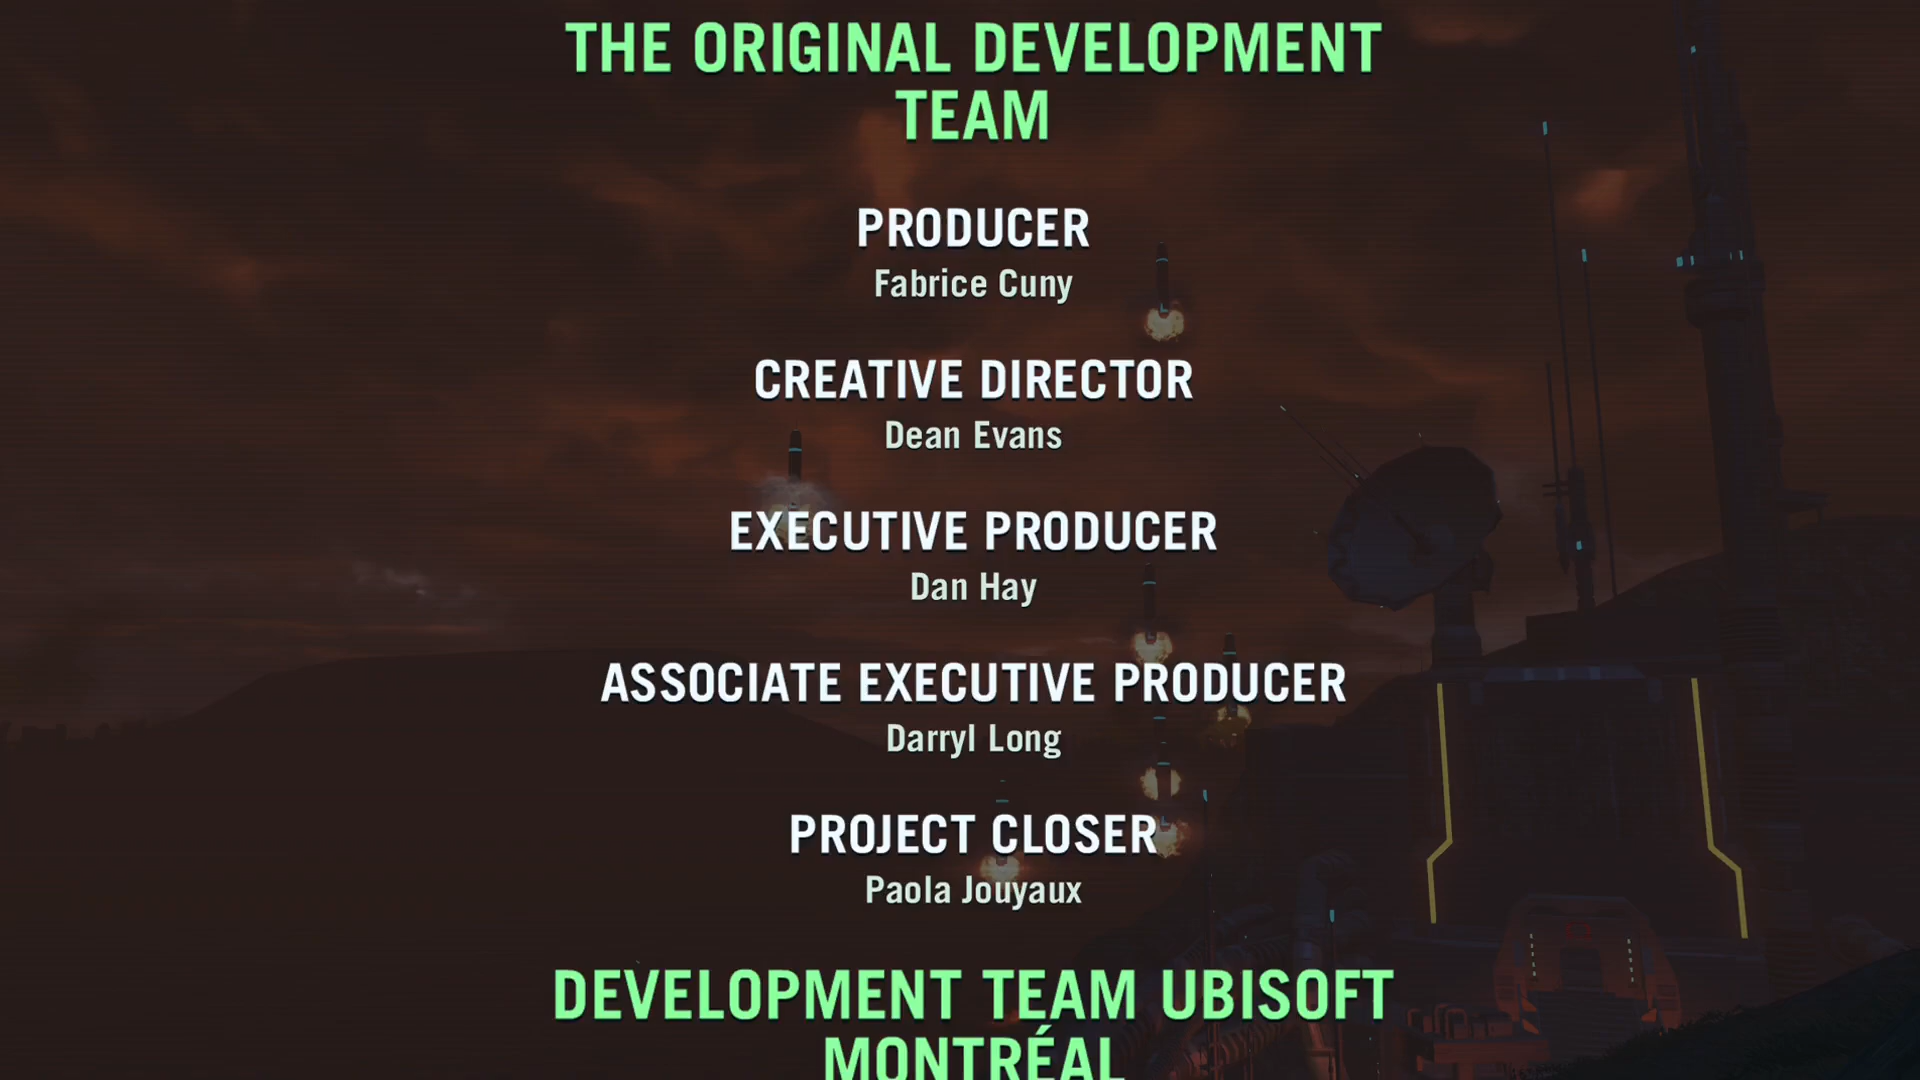 THE ORIGINAL DEVELOPMENT
TEAM
PRODUCER
Fabrice Cuny
CREATIVE DIRECTOR
Dean Evans
EXECUTIVE PRODUCER
Dan Hay
ASSOCIATE EXECUTIVE PRODUCER
Darryl Long
PROJECT CLOSER
Paola Jouyaux
DEVELOPMENT TEAM UBISOFT
MONTRÉAL